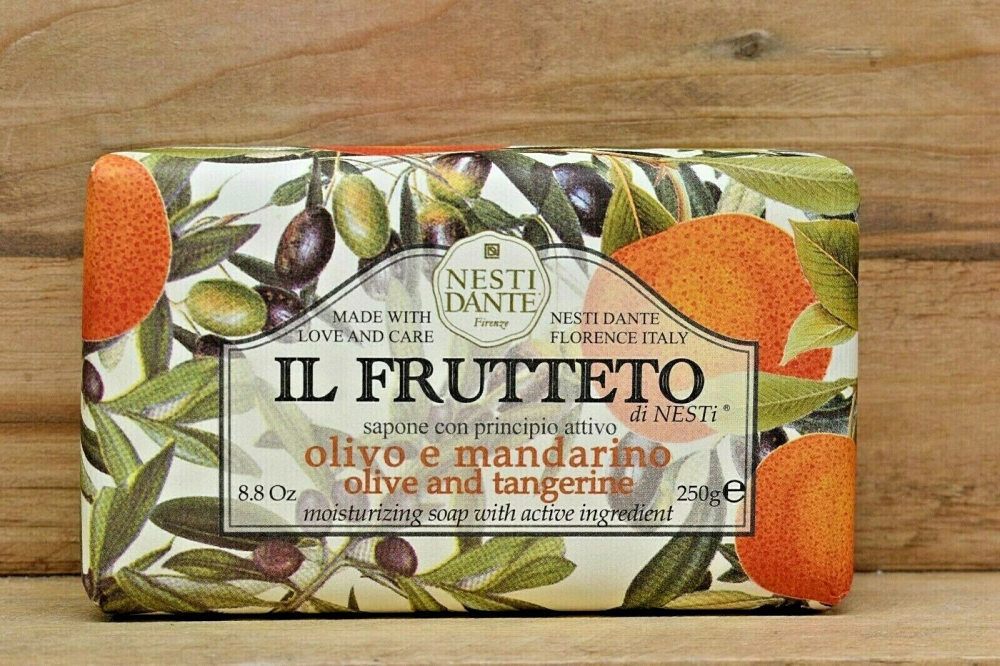 NESTI
DANTE
Firenze
MADE WITH
LOVE AND CARE
NESTI DANTE
FLORENCE ITALY
IL FRUTTETO
di NESTi®
sapone con principio attivo
olivo e mandarino
olive and tangerine
8.8 Oz
250g℮
moisturizing soap with active ingredient